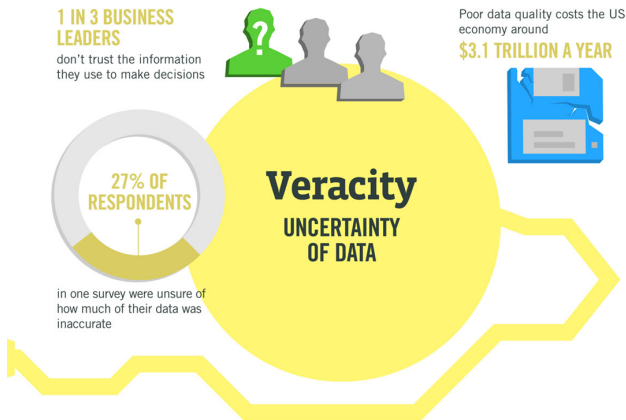 1 IN 3 BUSINESS
LEADERS
don't trust the information
they use to make decisions
?
Poor data quality costs the US
economy around
$3.1 TRILLION A YEAR
27% OF
RESPONDENTS
in one survey were unsure of
how much of their data was
inaccurate
Veracity
UNCERTAINTY
OF DATA